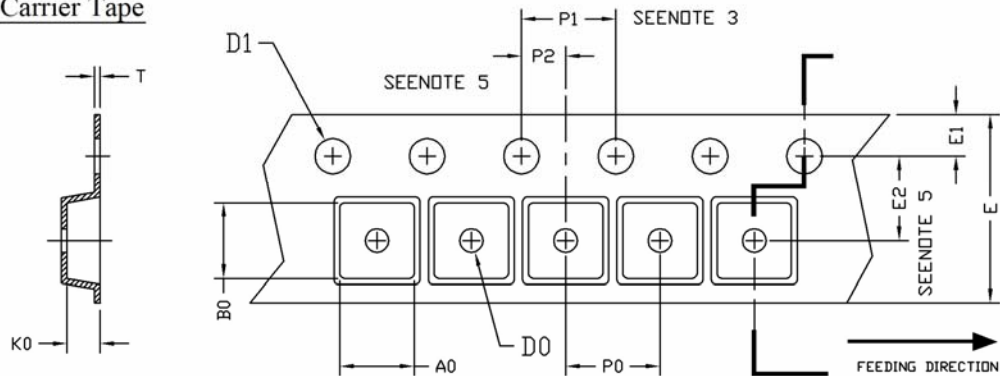 Carrier Tape
P1
SEENOTE 3
D1
P2
T
SEENOTE 5
E1
E2
E
SEENOTE 5
B0
K0
A0
D0
P0
FEEDING DIRECTION